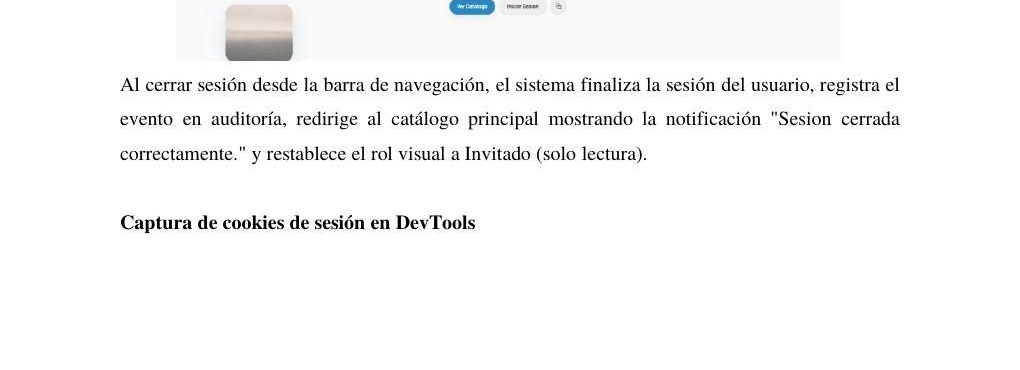 Ver Catalogo Iniciar Sesion
Al cerrar sesión desde la barra de navegación, el sistema finaliza la sesión del usuario, registra el
evento en auditoría, redirige al catálogo principal mostrando la notificación "Sesion cerrada
correctamente." y restablece el rol visual a Invitado (solo lectura).
Captura de cookies de sesión en DevTools